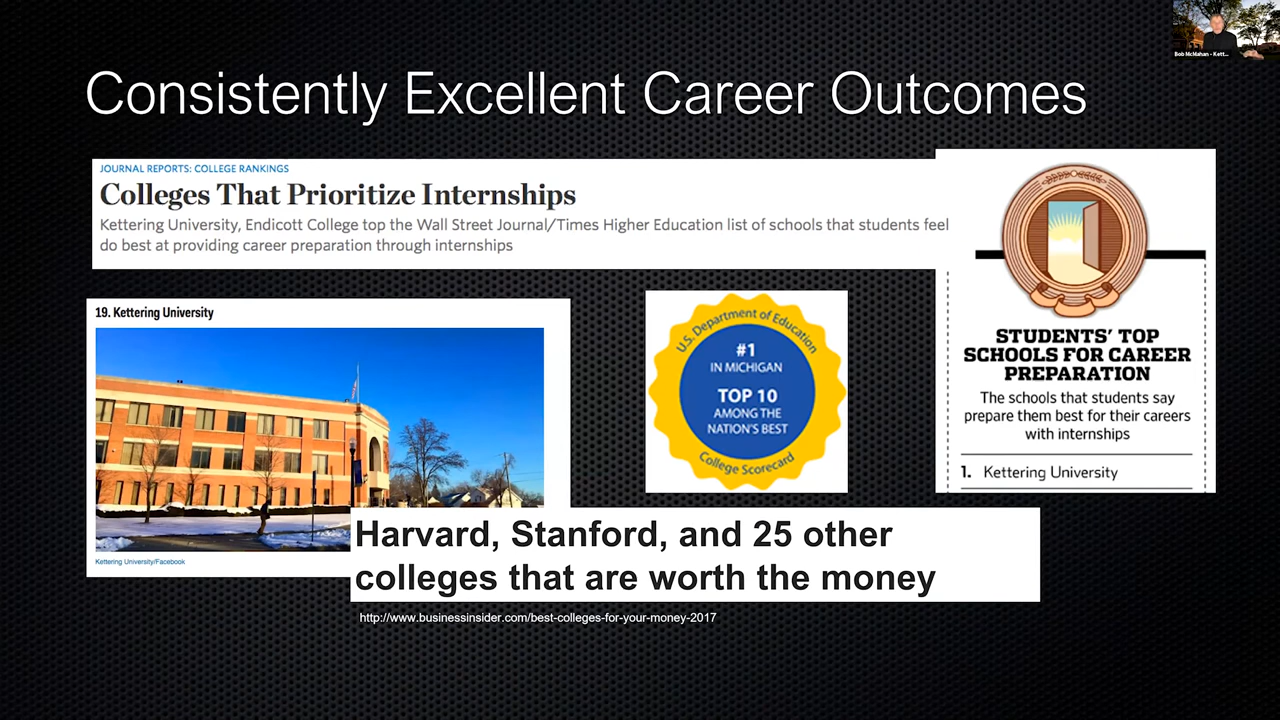 Bob McMahan - Kett...
Consistently Excellent Career Outcomes
JOURNAL REPORTS: COLLEGE RANKINGS
Colleges That Prioritize Internships
Kettering University, Endicott College top the Wall Street Journal/Times Higher Education list of schools that students feel
do best at providing career preparation through internships
19. Kettering University
Kettering University/Facebook
U.S. Department of Education
#1
IN MICHIGAN
TOP 10
AMONG THE
NATION'S BEST
College Scorecard
STUDENTS' TOP
SCHOOLS FOR CAREER
PREPARATION
The schools that students say
prepare them best for their careers
with internships
1. Kettering University
Harvard, Stanford, and 25 other
colleges that are worth the money
http://www.businessinsider.com/best-colleges-for-your-money-2017